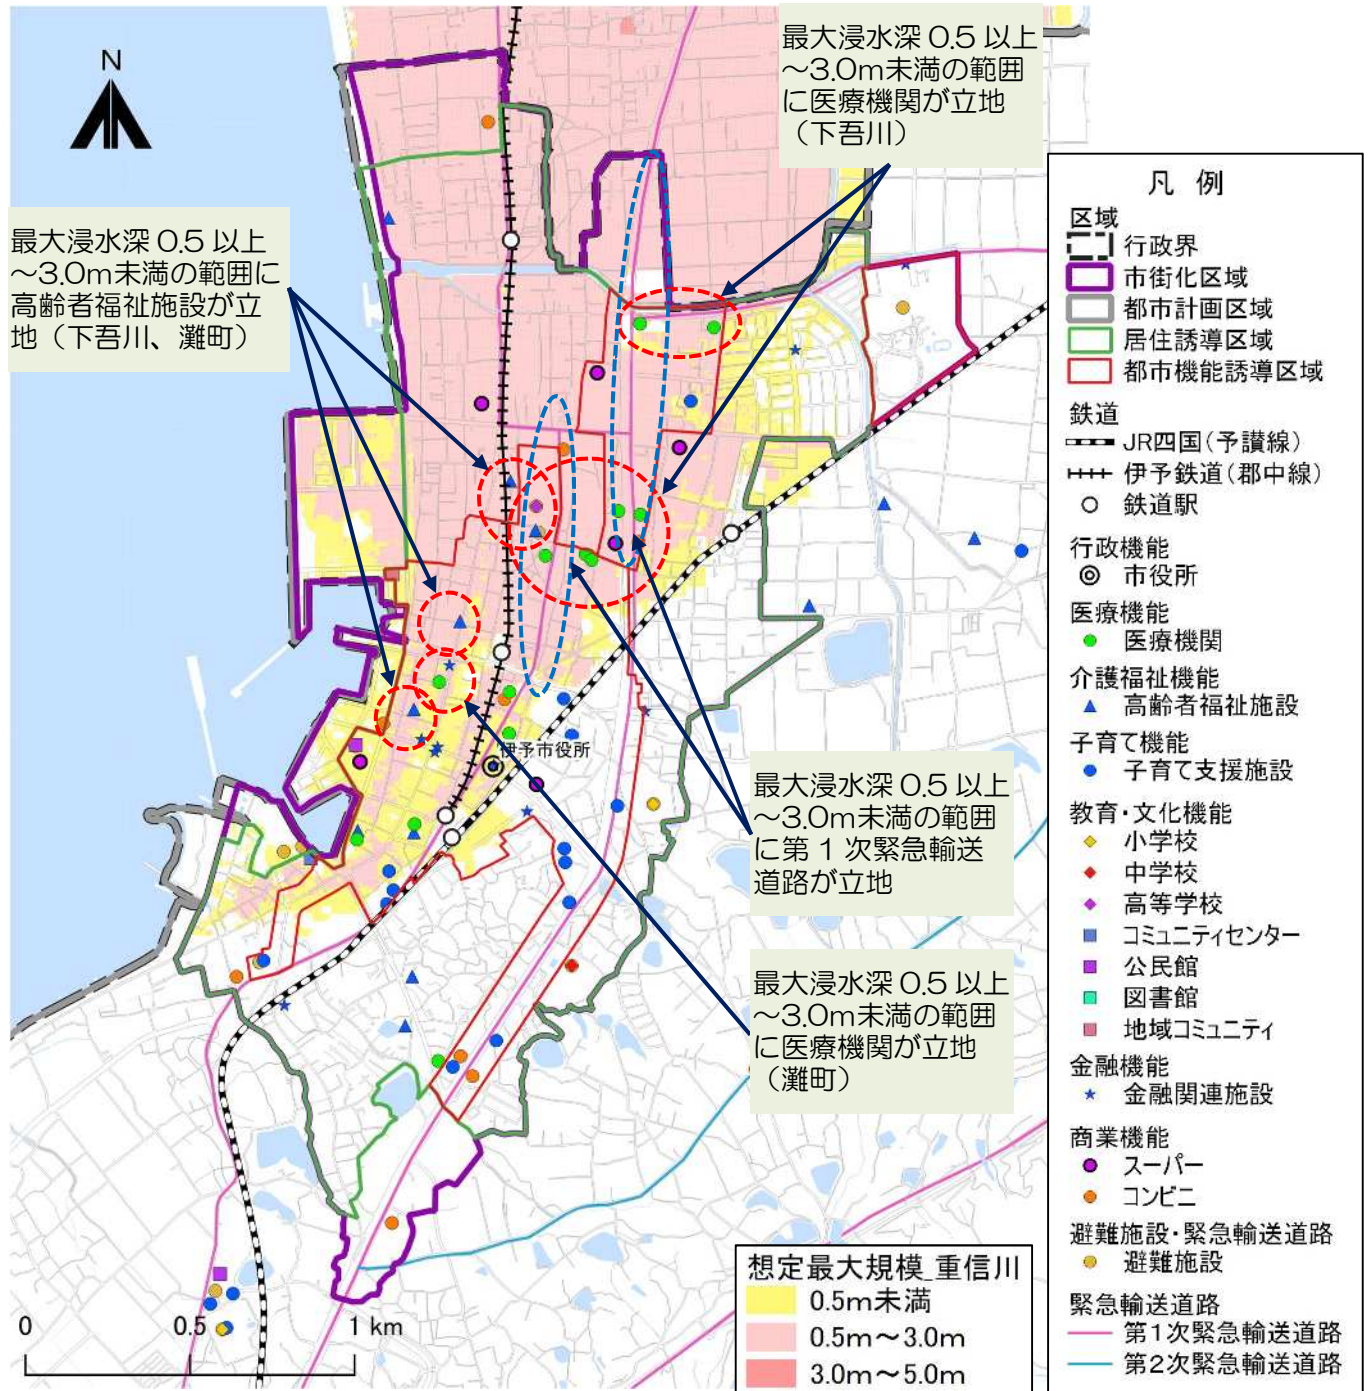 N
最大浸水深 0.5 以上
～3.0m未満の範囲
に医療機関が立地
（下吾川）
最大浸水深 0.5 以上
～3.0m未満の範囲に
高齢者福祉施設が立
地（下吾川、灘町）
伊予市役所
最大浸水深 0.5 以上
～3.0m未満の範囲
に第 1 次緊急輸送
道路が立地
最大浸水深 0.5 以上
～3.0m未満の範囲
に医療機関が立地
（灘町）
0 0.5 1 km
想定最大規模_重信川
0.5m未満
0.5m～3.0m
3.0m～5.0m
凡 例
区域
行政界
市街化区域
都市計画区域
居住誘導区域
都市機能誘導区域
鉄道
JR四国(予讃線)
伊予鉄道(郡中線)
鉄道駅
行政機能
市役所
医療機能
医療機関
介護福祉機能
高齢者福祉施設
子育て機能
子育て支援施設
教育・文化機能
小学校
中学校
高等学校
コミュニティセンター
公民館
図書館
地域コミュニティ
金融機能
金融関連施設
商業機能
スーパー
コンビニ
避難施設・緊急輸送道路
避難施設
緊急輸送道路
第1次緊急輸送道路
第2次緊急輸送道路